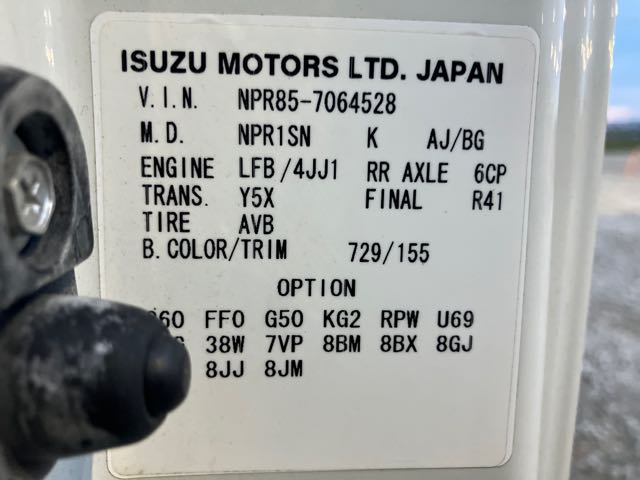 ISUZU MOTORS LTD. JAPAN
V.I.N. NPR85-7064528
M.D. NPR1SN K AJ/BG
ENGINE LFB/4JJ1 RR AXLE 6CP
TRANS. Y5X FINAL R41
TIRE AVB
B.COLOR/TRIM 729/155
OPTION
FF0 G50 KG2 RPW U69
38W 7VP 8BM 8BX 8GJ
8JJ 8JM